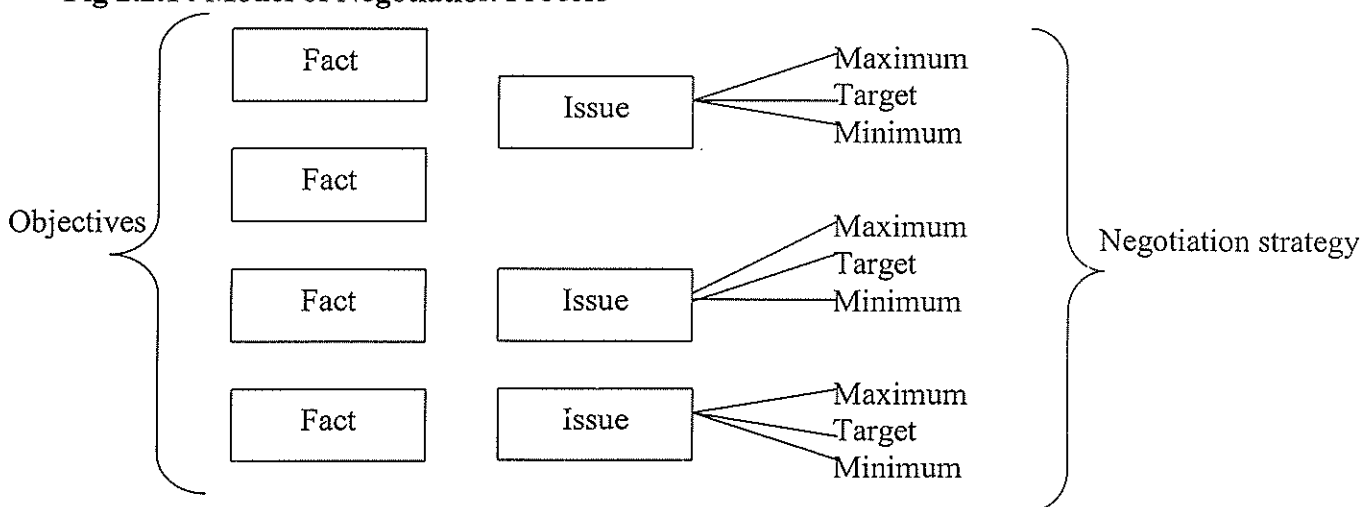 Fact
Maximum
Issue
Target
Minimum
Fact
Objectives
Maximum
Negotiation strategy
Target
Fact
Issue
Minimum
Maximum
Fact
Issue
Target
Minimum